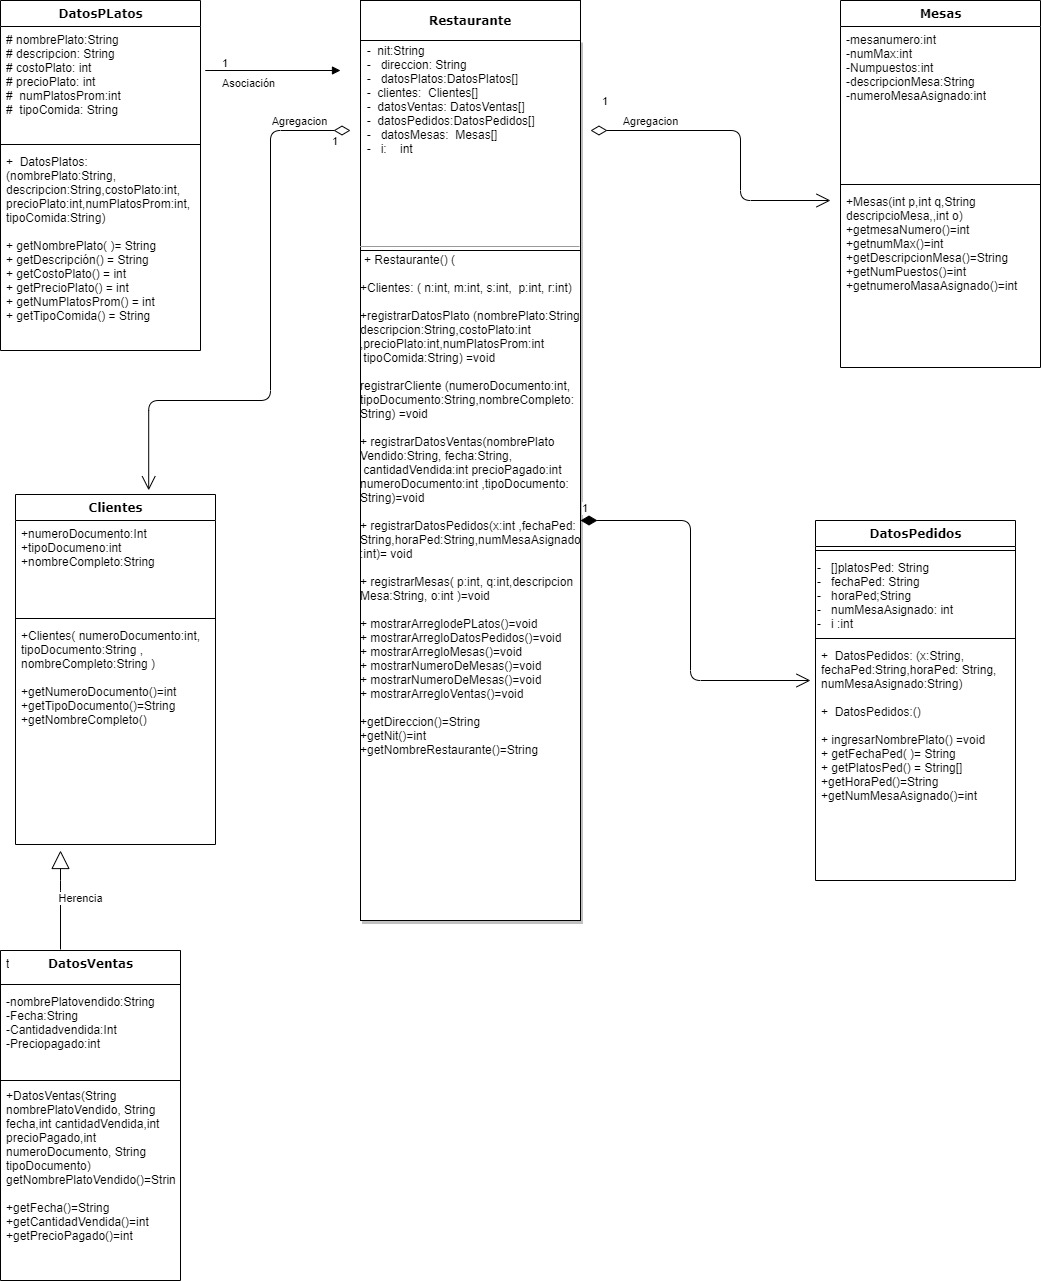 DatosPLatos
# nombrePlato:String
# descripcion: String
# costoPlato: int
# precioPlato: int
#  numPlatosProm:int
#  tipoComida: String
+  DatosPlatos:
(nombrePlato:String,
descripcion:String,costoPlato:int,
precioPlato:int,numPlatosProm:int,
tipoComida:String)
+ getNombrePlato( )= String
+ getDescripción() = String
+ getCostoPlato() = int
+ getPrecioPlato() = int
+ getNumPlatosProm() = int
+ getTipoComida() = String
1
Asociación
Agregacion
1
Restaurante
-  nit:String
-   direccion: String
-   datosPlatos:DatosPlatos[]
-  clientes:  Clientes[]
-  datosVentas: DatosVentas[]
-  datosPedidos:DatosPedidos[]
-   datosMesas:  Mesas[]
-   i:    int
+ Restaurante() (
+Clientes: ( n:int, m:int, s:int,  p:int, r:int)
+registrarDatosPlato (nombrePlato:String
descripcion:String,costoPlato:int
,precioPlato:int,numPlatosProm:int
tipoComida:String) =void
registrarCliente (numeroDocumento:int,
tipoDocumento:String,nombreCompleto:
String) =void
+ registrarDatosVentas(nombrePlato
Vendido:String, fecha:String,
cantidadVendida:int precioPagado:int
numeroDocumento:int ,tipoDocumento:
String)=void
+ registrarDatosPedidos(x:int ,fechaPed:
String,horaPed:String,numMesaAsignado
:int)= void
+ registrarMesas( p:int, q:int,descripcion
Mesa:String, o:int )=void
+ mostrarArreglodePLatos()=void
+ mostrarArregloDatosPedidos()=void
+ mostrarArregloMesas()=void
+ mostrarNumeroDeMesas()=void
+ mostrarNumeroDeMesas()=void
+ mostrarArregloVentas()=void
+getDireccion()=String
+getNit()=int
+getNombreRestaurante()=String
1
Agregacion
1
Mesas
-mesanumero:int
-numMax:int
-Numpuestos:int
-descripcionMesa:String
-numeroMesaAsignado:int
+Mesas(int p,int q,String
descripcioMesa,,int o)
+getmesaNumero()=int
+getnumMax()=int
+getDescripcionMesa()=String
+getNumPuestos()=int
+getnumeroMasaAsignado()=int
Clientes
+numeroDocumento:Int
+tipoDocumeno:int
+nombreCompleto:String
+Clientes( numeroDocumento:int,
tipoDocumento:String ,
nombreCompleto:String )
+getNumeroDocumento()=int
+getTipoDocumento()=String
+getNombreCompleto()
DatosPedidos
-   []platosPed: String
-   fechaPed: String
-   horaPed;String
-   numMesaAsignado: int
-   i :int
+  DatosPedidos: (x:String,
fechaPed:String,horaPed: String,
numMesaAsignado:String)
+  DatosPedidos:()
+ ingresarNombrePlato() =void
+ getFechaPed( )= String
+ getPlatosPed() = String[]
+getHoraPed()=String
+getNumMesaAsignado()=int
Herencia
t
DatosVentas
-nombrePlatovendido:String
-Fecha:String
-Cantidadvendida:Int
-Preciopagado:int
+DatosVentas(String
nombrePlatoVendido, String
fecha,int cantidadVendida,int
precioPagado,int
numeroDocumento, String
tipoDocumento)
getNombrePlatoVendido()=Strin
+getFecha()=String
+getCantidadVendida()=int
+getPrecioPagado()=int